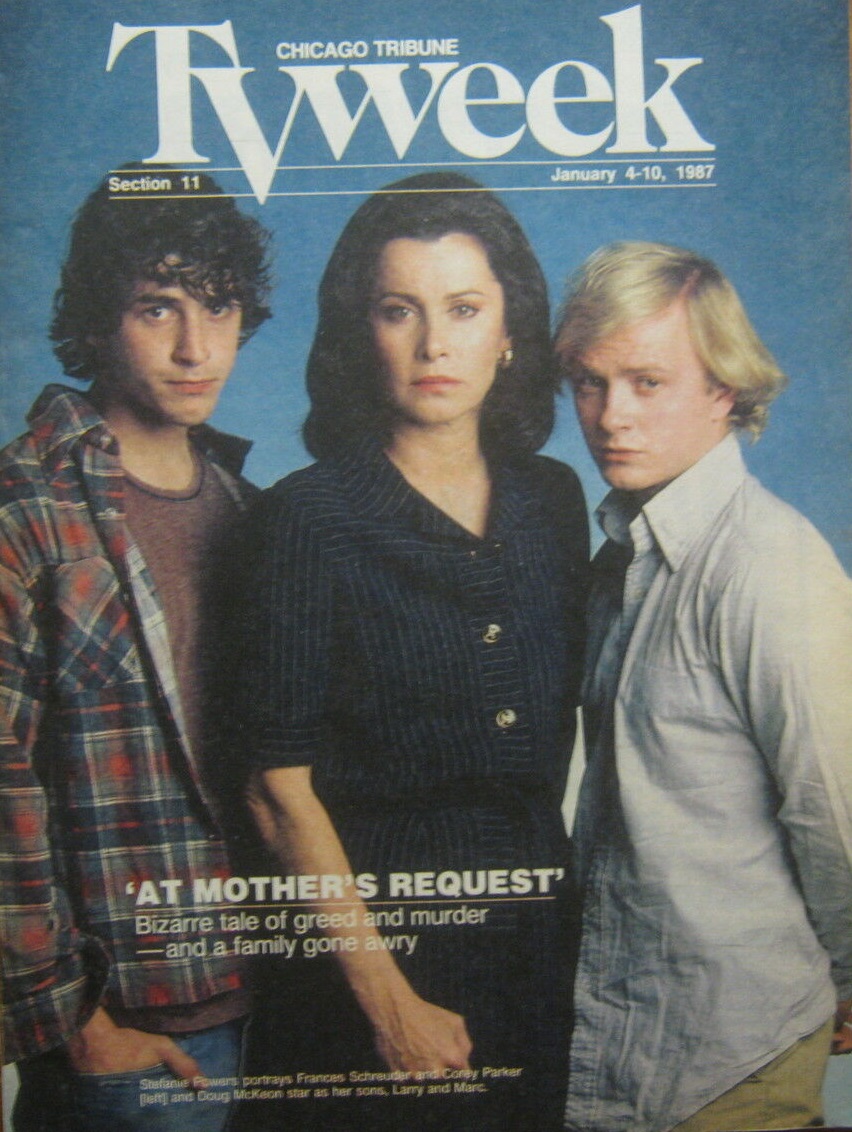 CHICAGO TRIBUNE
TVweek
Section 11 January 4-10, 1987
'AT MOTHER'S REQUEST'
Bizarre tale of greed and murder
—and a family gone awry
Stefanie Powers portrays Frances Schreuder and Corey Parker
[left] and Doug McKeon star as her sons, Larry and Marc.